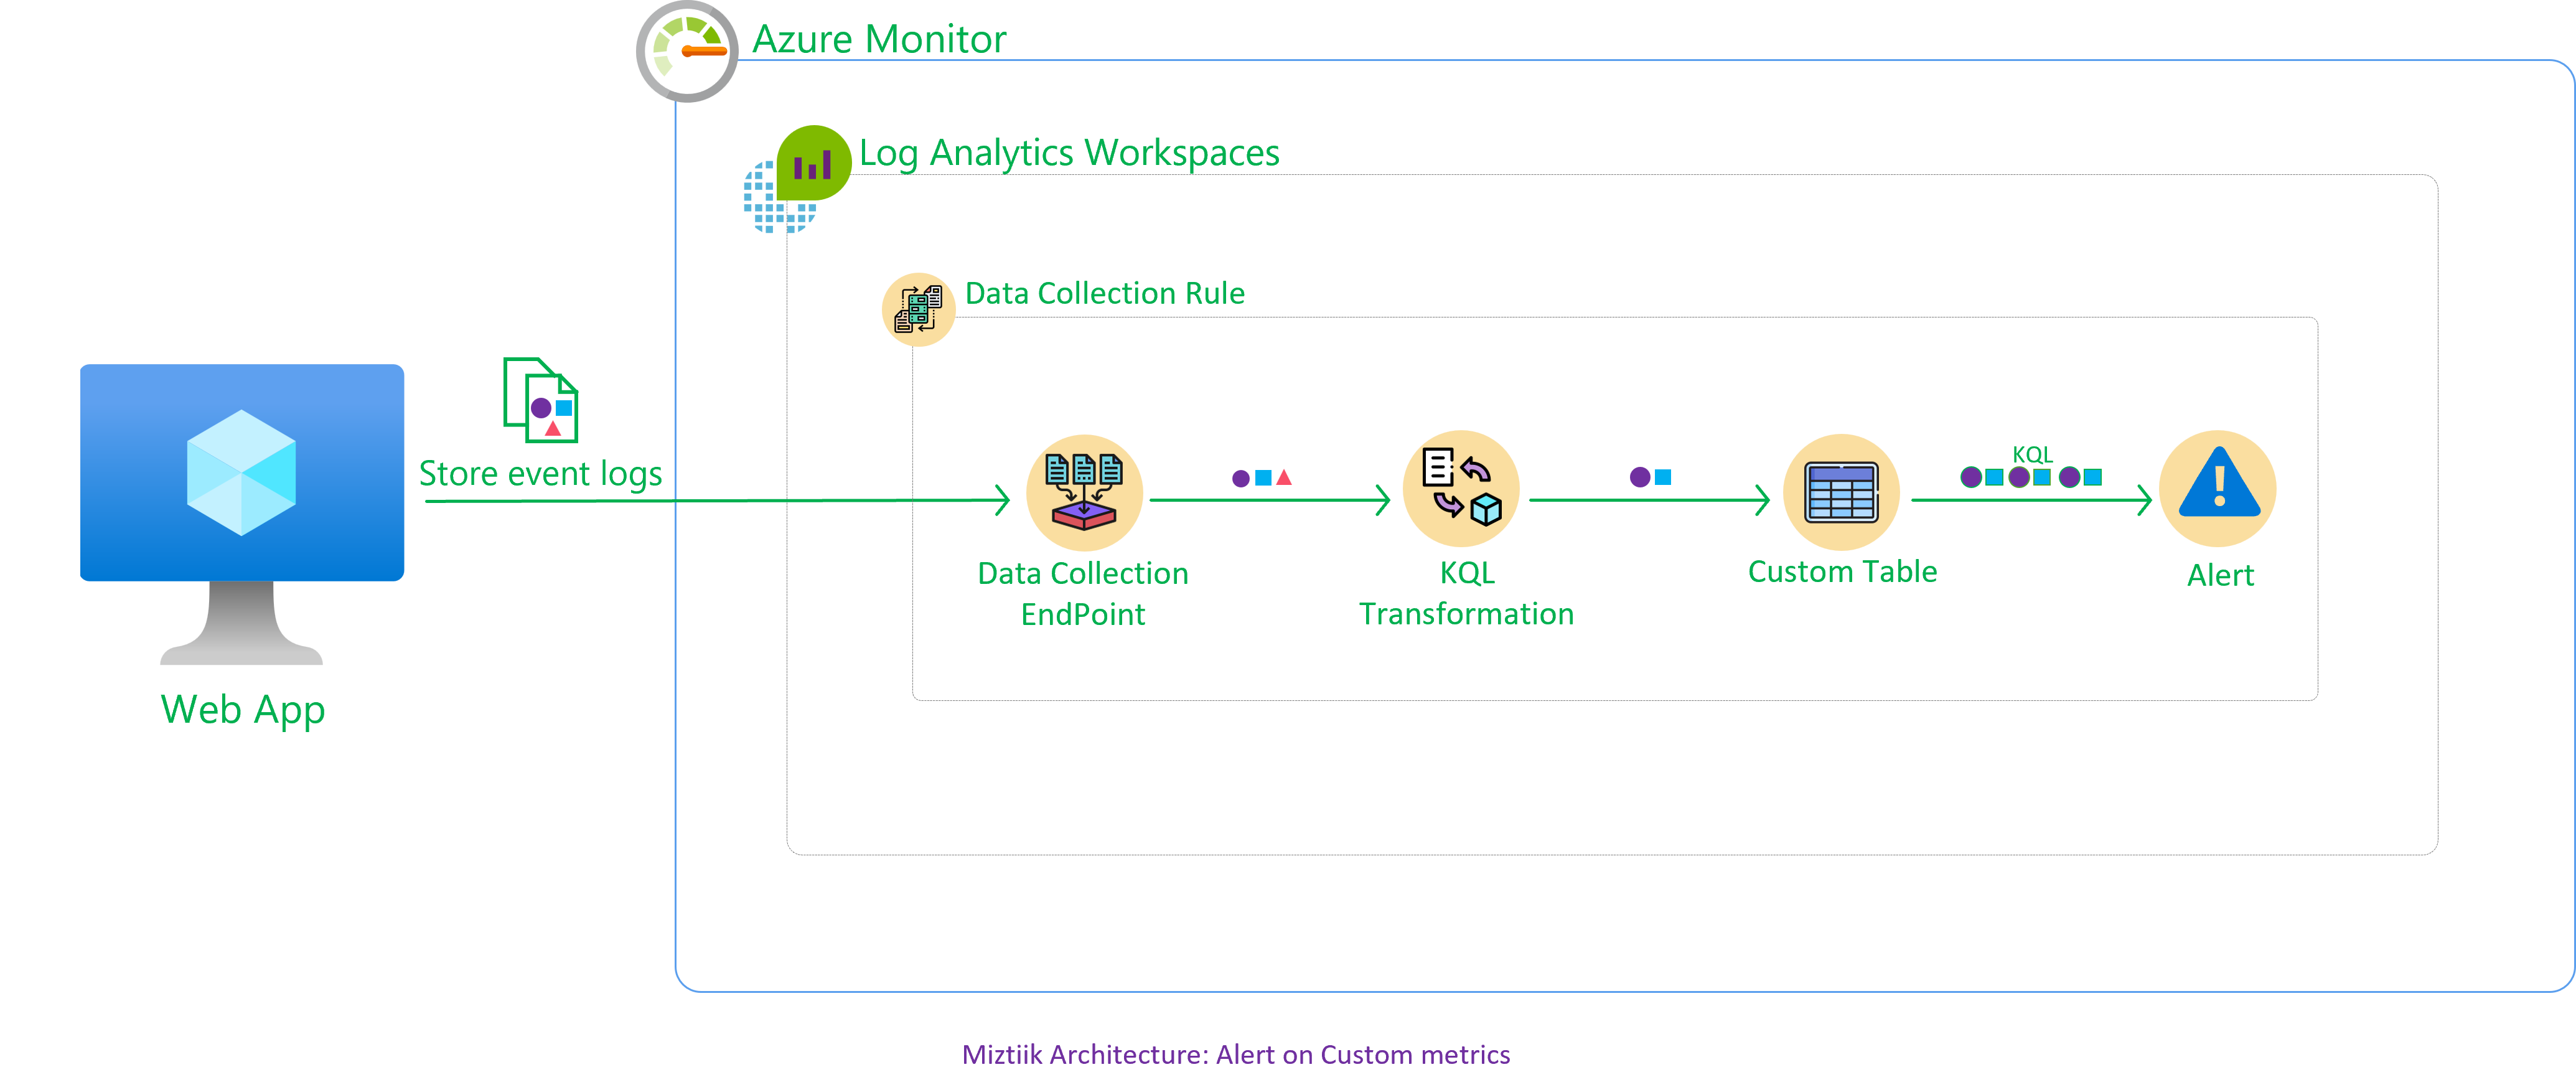 Azure Monitor
Log Analytics Workspaces
Data Collection Rule
Store event logs
KQL
Data Collection
EndPoint
KQL
Transformation
Custom Table
Alert
Web App
Miztiik Architecture: Alert on Custom metrics